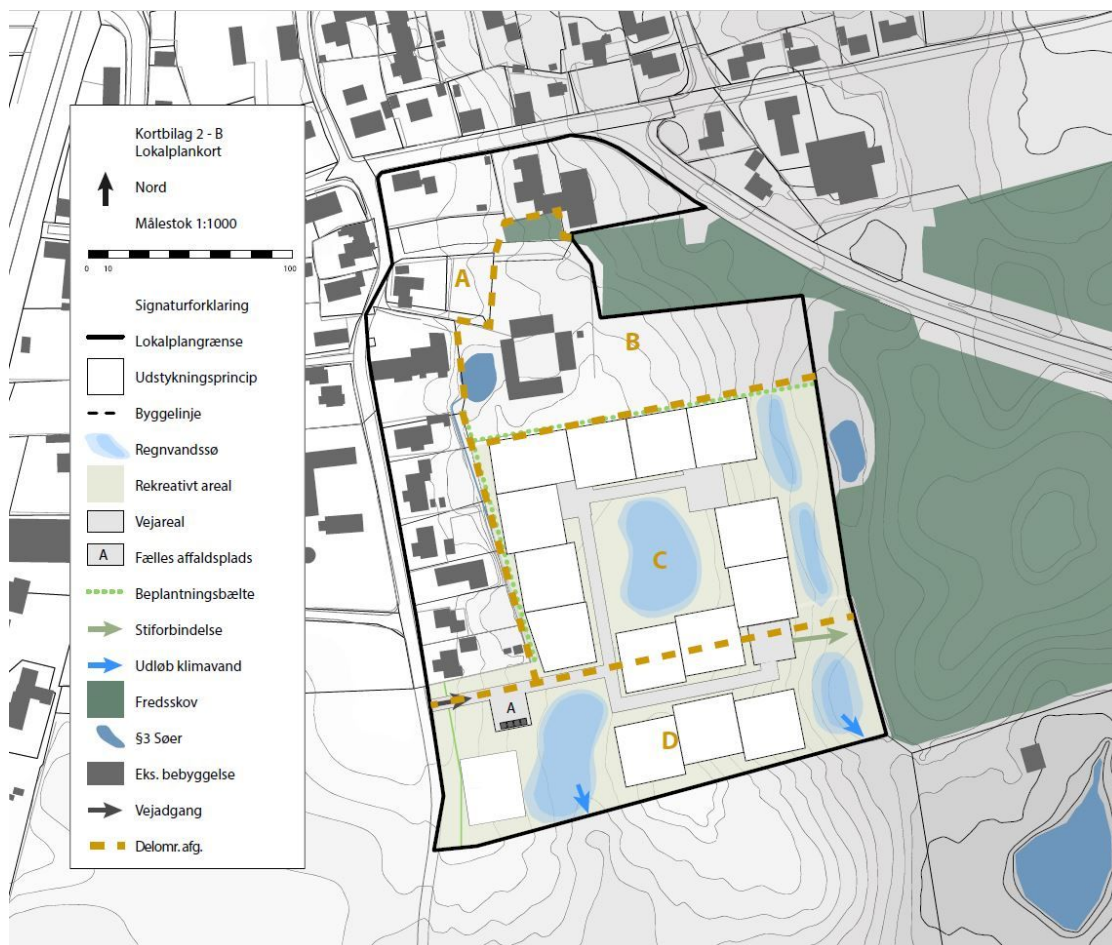 Kortbilag 2 - B
Lokalplankort
Nord
Målestok 1:1000
0 10 100
Signaturforklaring
Lokalplangrænse
Udstykningsprincip
Byggelinje
Regnvandssø
Rekreativt areal
Vejareal
A Fælles affaldsplads
Beplantningsbælte
Stiforbindelse
Udløb klimavand
Fredsskov
§3 Søer
Eks. bebyggelse
Vejadgang
Delomr. afg.
A
B
C
A
D